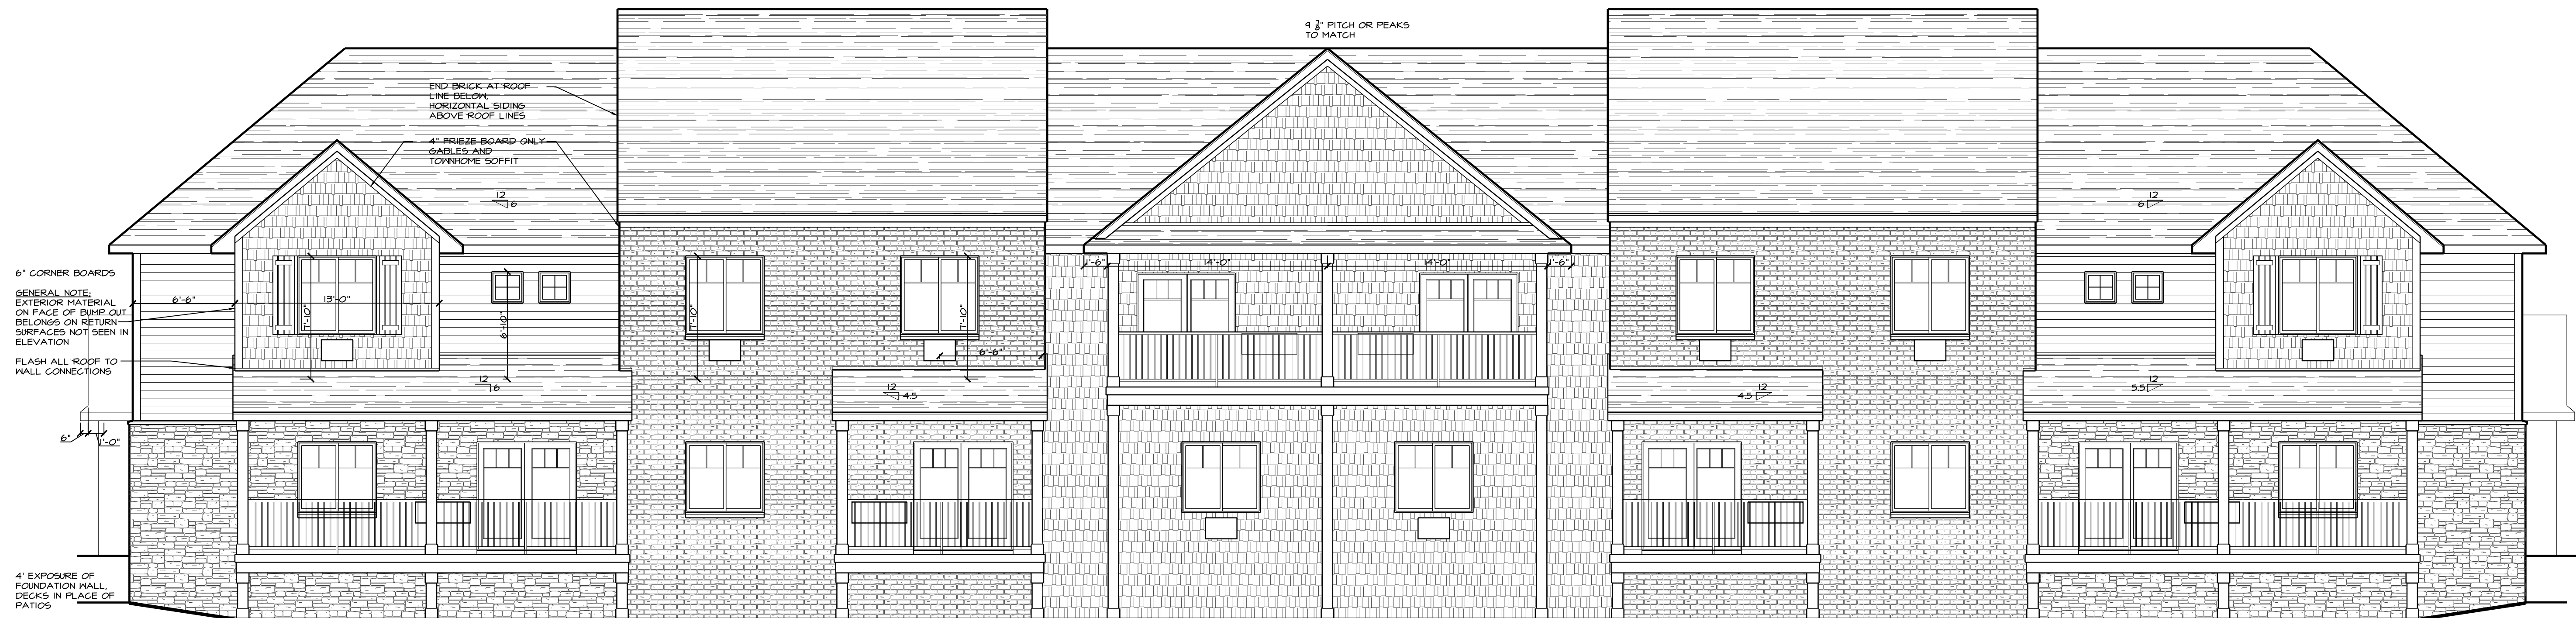 9 7/8" PITCH OR PEAKS
TO MATCH
END BRICK AT ROOF
LINE BELOW,
HORIZONTAL SIDING
ABOVE ROOF LINES
4" FRIEZE BOARD ONLY
GABLES AND
TOWNHOME SOFFIT
12
6
12
6
6" CORNER BOARDS
GENERAL NOTE:
EXTERIOR MATERIAL
ON FACE OF BUMP OUT
BELONGS ON RETURN
SURFACES NOT SEEN IN
ELEVATION
FLASH ALL ROOF TO
WALL CONNECTIONS
6'-6"
13'-0"
7'-10"
6'-10"
7'-10"
7'-10"
6'-6"
1'-6"
14'-0"
14'-0"
1'-6"
12
6
12
4.5
12
4.5
12
5.5
6"
1'-0"
4' EXPOSURE OF
FOUNDATION WALL,
DECKS IN PLACE OF
PATIOS